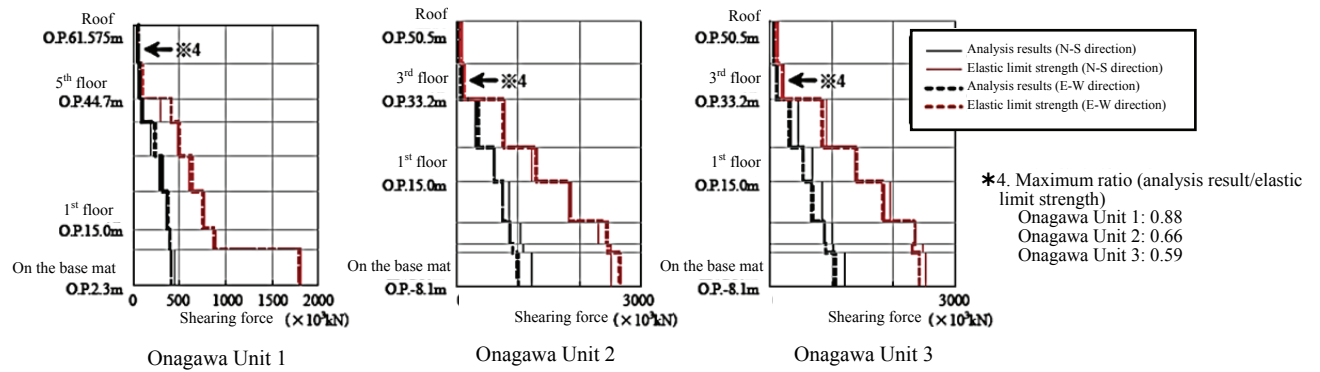 Roof
O.P.61.575m
※4
5th floor
O.P.44.7m
1st floor
O.P.15.0m
On the base mat
O.P.2.3m
0 500 1000 1500 2000
Shearing force (×10³kN)
Onagawa Unit 1
Roof
O.P.50.5m
※4
3rd floor
O.P.33.2m
1st floor
O.P.15.0m
On the base mat
O.P.-8.1m
3000
Shearing force (×10³kN)
Onagawa Unit 2
Roof
O.P.50.5m
※4
3rd floor
O.P.33.2m
1st floor
O.P.15.0m
On the base mat
O.P.-8.1m
3000
Shearing force (×10³kN)
Onagawa Unit 3
Analysis results (N-S direction)
Elastic limit strength (N-S direction)
Analysis results (E-W direction)
Elastic limit strength (E-W direction)
✱4. Maximum ratio (analysis result/elastic
limit strength)
Onagawa Unit 1: 0.88
Onagawa Unit 2: 0.66
Onagawa Unit 3: 0.59